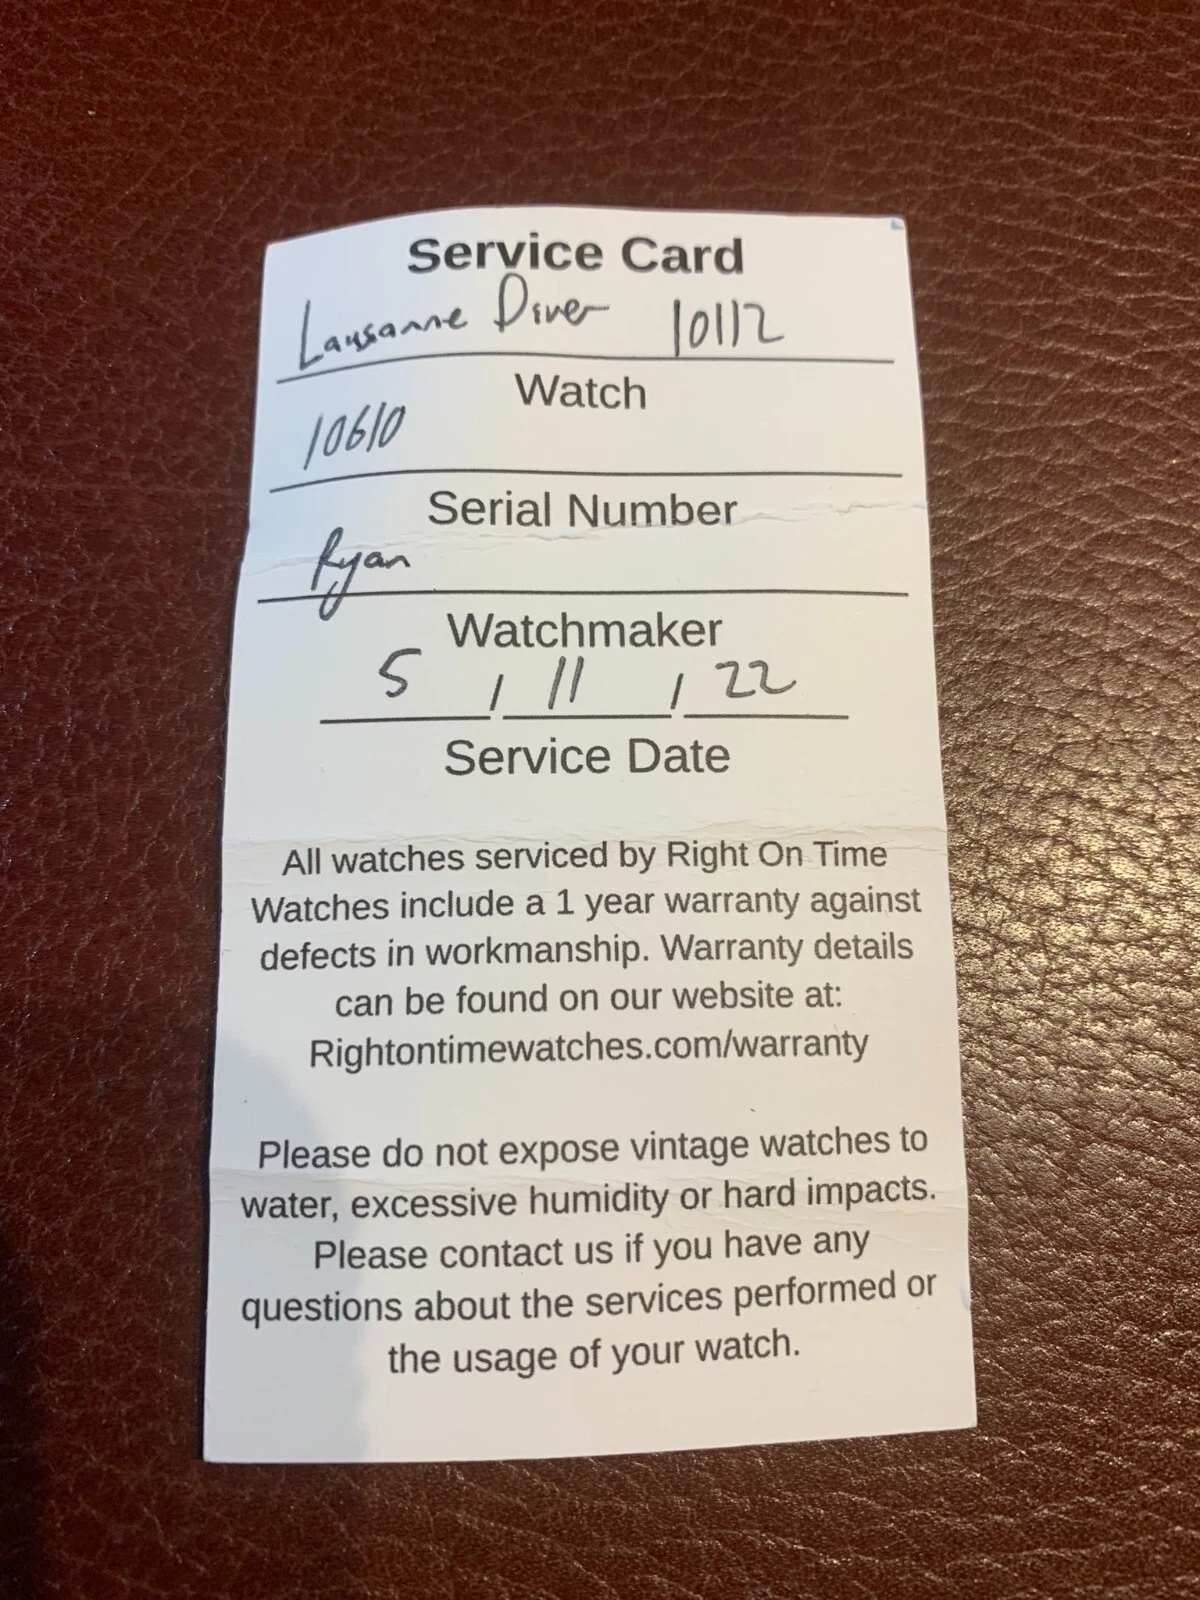 Service Card
Lausanne Diver 10112
Watch
10610
Serial Number
Ryan
Watchmaker
5 / 11 / 22
Service Date
All watches serviced by Right On Time
Watches include a 1 year warranty against
defects in workmanship. Warranty details
can be found on our website at:
Rightontimewatches.com/warranty
Please do not expose vintage watches to
water, excessive humidity or hard impacts.
Please contact us if you have any
questions about the services performed or
the usage of your watch.